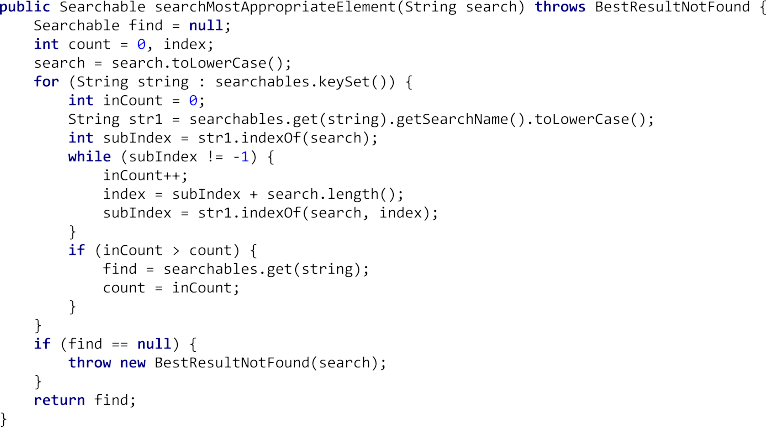 public Searchable searchMostAppropriateElement(String search) throws BestResultNotFound {
    Searchable find = null;
    int count = 0, index;
    search = search.toLowerCase();
    for (String string : searchables.keySet()) {
        int inCount = 0;
        String str1 = searchables.get(string).getSearchName().toLowerCase();
        int subIndex = str1.indexOf(search);
        while (subIndex != -1) {
            inCount++;
            index = subIndex + search.length();
            subIndex = str1.indexOf(search, index);
        }
        if (inCount > count) {
            find = searchables.get(string);
            count = inCount;
        }
    }
    if (find == null) {
        throw new BestResultNotFound(search);
    }
    return find;
}